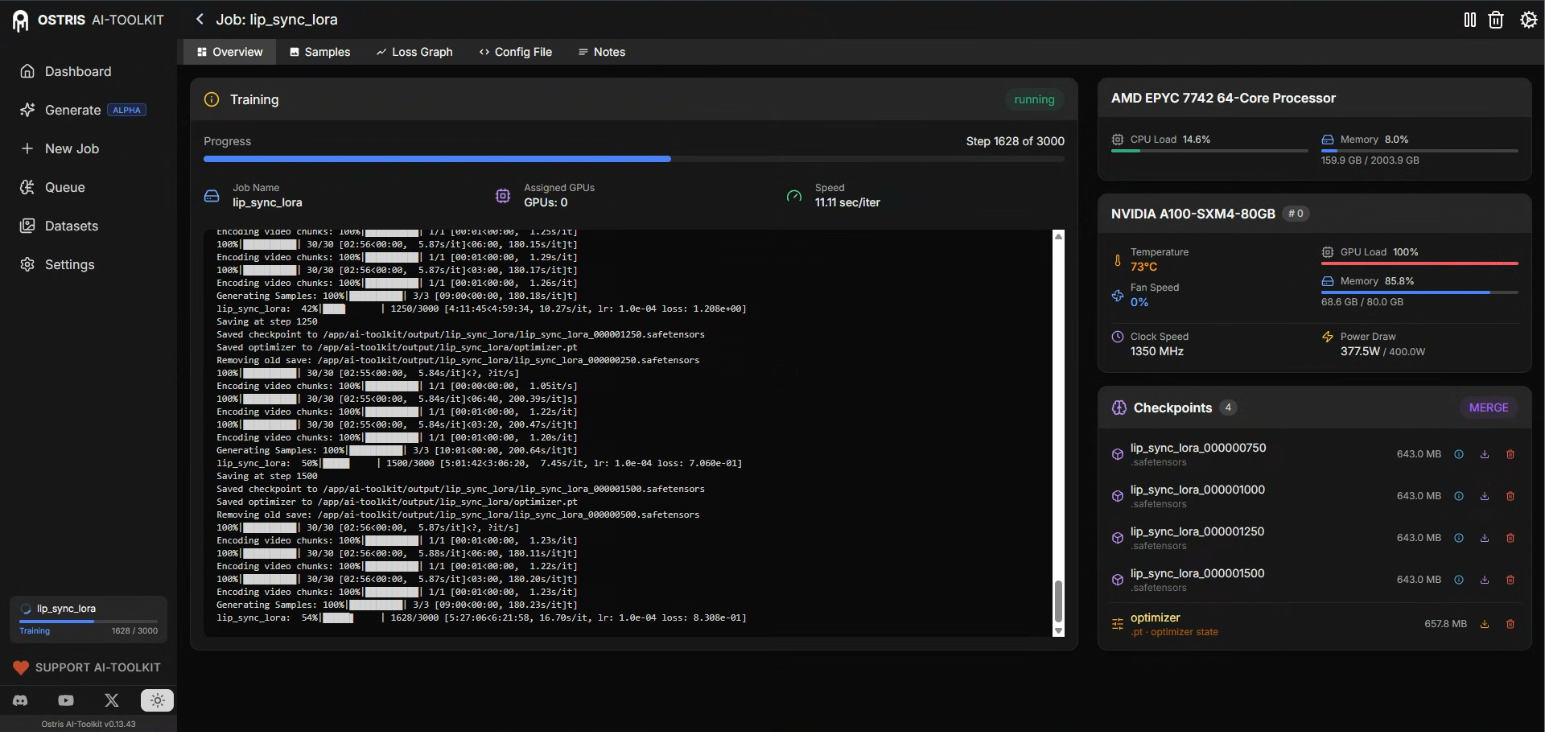 OSTRIS AI-TOOLKIT
Dashboard
Generate ALPHA
New Job
Queue
Datasets
Settings
lip_sync_lora
Training 1628 / 3000
SUPPORT AI-TOOLKIT
Ostris AI-Toolkit v0.13.43
Job: lip_sync_lora
Overview Samples Loss Graph Config File Notes
Training running
Progress Step 1628 of 3000
Job Name
lip_sync_lora
Assigned GPUs
GPUs: 0
Speed
11.11 sec/iter
Encoding video chunks: 100%|██████████| 1/1 [00:01<00:00, 1.25s/it]
100%|██████████| 30/30 [02:56<00:00, 5.87s/it]<06:00, 180.15s/it]t]
Encoding video chunks: 100%|██████████| 1/1 [00:01<00:00, 1.29s/it]
100%|██████████| 30/30 [02:56<00:00, 5.87s/it]<03:00, 180.17s/it]t]
Encoding video chunks: 100%|██████████| 1/1 [00:01<00:00, 1.26s/it]
Generating Samples: 100%|██████████| 3/3 [09:00<00:00, 180.18s/it]
lip_sync_lora: 42%|████ | 1250/3000 [4:11:45<4:59:34, 10.27s/it, lr: 1.0e-04 loss: 1.208e+00]
Saving at step 1250
Saved checkpoint to /app/ai-toolkit/output/lip_sync_lora/lip_sync_lora_000001250.safetensors
Saved optimizer to /app/ai-toolkit/output/lip_sync_lora/optimizer.pt
Removing old save: /app/ai-toolkit/output/lip_sync_lora/lip_sync_lora_000000250.safetensors
100%|██████████| 30/30 [02:55<00:00, 5.84s/it]<?, ?it/s]
Encoding video chunks: 100%|██████████| 1/1 [00:00<00:00, 1.05it/s]
100%|██████████| 30/30 [02:55<00:00, 5.84s/it]<06:40, 200.39s/it]s]
Encoding video chunks: 100%|██████████| 1/1 [00:01<00:00, 1.22s/it]
100%|██████████| 30/30 [02:55<00:00, 5.84s/it]<03:20, 200.47s/it]t]
Encoding video chunks: 100%|██████████| 1/1 [00:01<00:00, 1.20s/it]
Generating Samples: 100%|██████████| 3/3 [10:01<00:00, 200.64s/it]t]
lip_sync_lora: 50%|█████ | 1500/3000 [5:01:42<3:06:20, 7.45s/it, lr: 1.0e-04 loss: 7.060e-01]
Saving at step 1500
Saved checkpoint to /app/ai-toolkit/output/lip_sync_lora/lip_sync_lora_000001500.safetensors
Saved optimizer to /app/ai-toolkit/output/lip_sync_lora/optimizer.pt
Removing old save: /app/ai-toolkit/output/lip_sync_lora/lip_sync_lora_000000500.safetensors
100%|██████████| 30/30 [02:56<00:00, 5.87s/it]<?, ?it/s]
Encoding video chunks: 100%|██████████| 1/1 [00:01<00:00, 1.23s/it]
100%|██████████| 30/30 [02:56<00:00, 5.88s/it]<06:00, 180.11s/it]t]
Encoding video chunks: 100%|██████████| 1/1 [00:01<00:00, 1.22s/it]
100%|██████████| 30/30 [02:56<00:00, 5.87s/it]<03:00, 180.20s/it]t]
Encoding video chunks: 100%|██████████| 1/1 [00:01<00:00, 1.23s/it]
Generating Samples: 100%|██████████| 3/3 [09:00<00:00, 180.23s/it]t]
lip_sync_lora: 54%|█████ | 1628/3000 [5:27:06<6:21:58, 16.70s/it, lr: 1.0e-04 loss: 8.308e-01]
AMD EPYC 7742 64-Core Processor
CPU Load 14.6%
Memory 8.0%
159.9 GB / 2003.9 GB
NVIDIA A100-SXM4-80GB # 0
Temperature
73°C
Fan Speed
0%
GPU Load 100%
Memory 85.8%
68.6 GB / 80.0 GB
Clock Speed
1350 MHz
Power Draw
377.5W / 400.0W
Checkpoints 4 MERGE
lip_sync_lora_000000750
.safetensors
643.0 MB
lip_sync_lora_000001000
.safetensors
643.0 MB
lip_sync_lora_000001250
.safetensors
643.0 MB
lip_sync_lora_000001500
.safetensors
643.0 MB
optimizer
.pt - optimizer state
657.8 MB